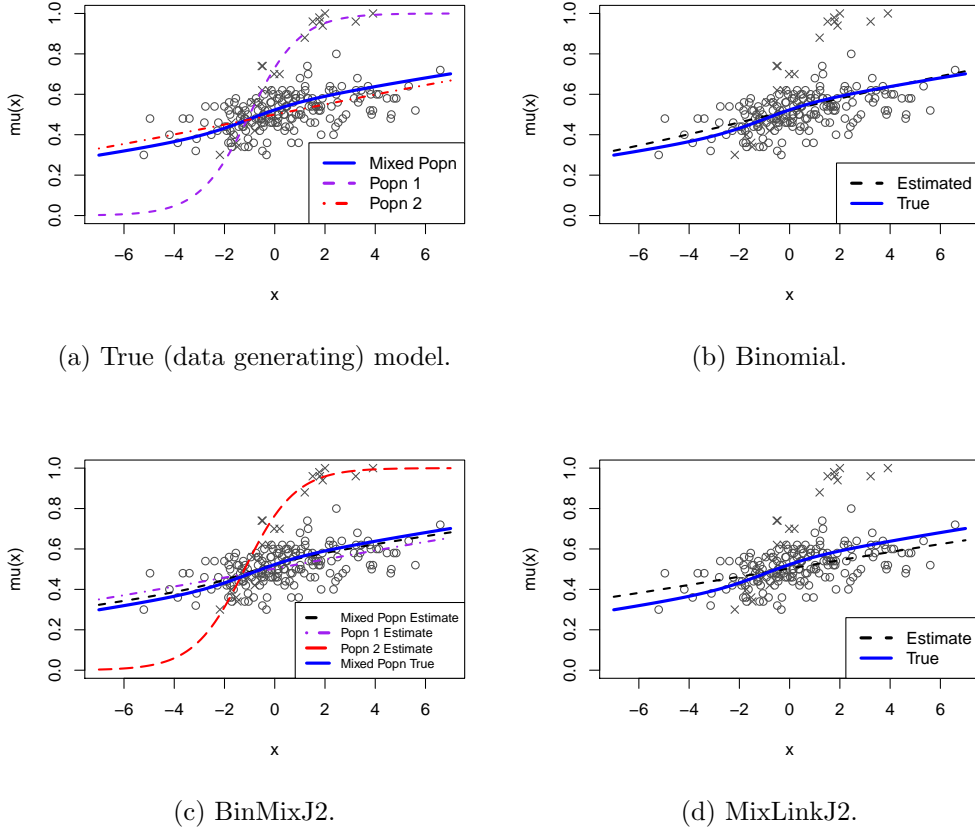 mu(x)
0.0 0.2 0.4 0.6 0.8 1.0
Mixed Popn
Popn 1
Popn 2
−6 −4 −2 0 2 4 6
x
(a) True (data generating) model.
mu(x)
0.0 0.2 0.4 0.6 0.8 1.0
Estimated
True
−6 −4 −2 0 2 4 6
x
(b) Binomial.
mu(x)
0.0 0.2 0.4 0.6 0.8 1.0
Mixed Popn Estimate
Popn 1 Estimate
Popn 2 Estimate
Mixed Popn True
−6 −4 −2 0 2 4 6
x
(c) BinMixJ2.
mu(x)
0.0 0.2 0.4 0.6 0.8 1.0
Estimate
True
−6 −4 −2 0 2 4 6
x
(d) MixLinkJ2.